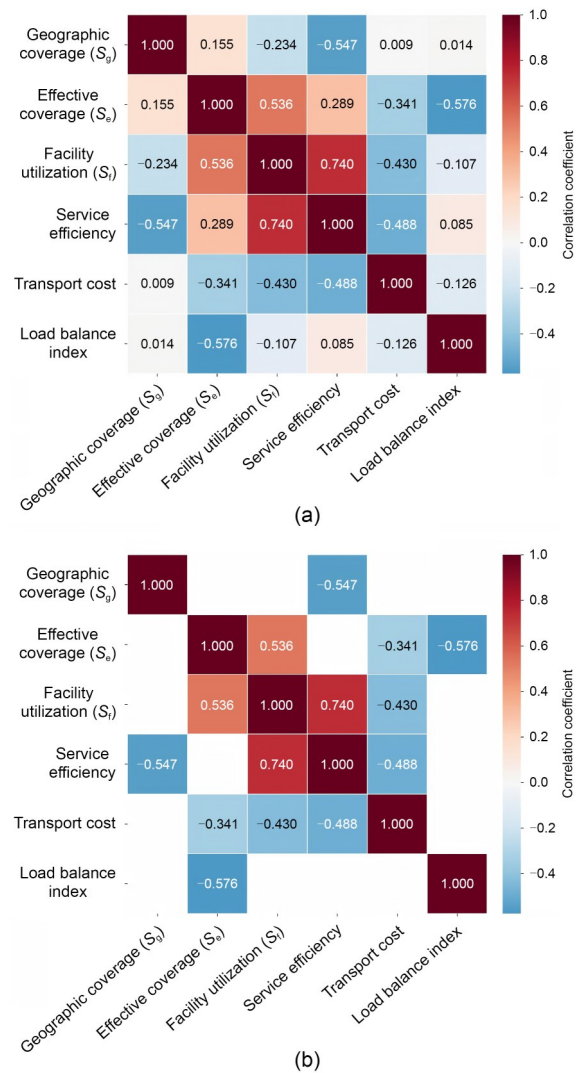 Geographic
coverage (Sg)
1.000 0.155 −0.234 −0.547 0.009 0.014
Effective
coverage (Se)
0.155 1.000 0.536 0.289 −0.341 −0.576
Facility
utilization (Sf)
−0.234 0.536 1.000 0.740 −0.430 −0.107
Service
efficiency
−0.547 0.289 0.740 1.000 −0.488 0.085
Transport cost
0.009 −0.341 −0.430 −0.488 1.000 −0.126
Load balance
index
0.014 −0.576 −0.107 0.085 −0.126 1.000
Geographic coverage (Sg)
Effective coverage (Se)
Facility utilization (Sf)
Service efficiency
Transport cost
Load balance index
1.0
0.8
0.6
0.4
0.2
0.0
−0.2
−0.4
Correlation coefficient
(a)
Geographic
coverage (Sg)
1.000 −0.547
Effective
coverage (Se)
1.000 0.536 −0.341 −0.576
Facility
utilization (Sf)
0.536 1.000 0.740 −0.430
Service
efficiency
−0.547 0.740 1.000 −0.488
Transport cost
−0.341 −0.430 −0.488 1.000
Load balance
index
−0.576 1.000
Geographic coverage (Sg)
Effective coverage (Se)
Facility utilization (Sf)
Service efficiency
Transport cost
Load balance index
1.0
0.8
0.6
0.4
0.2
0.0
−0.2
−0.4
Correlation coefficient
(b)